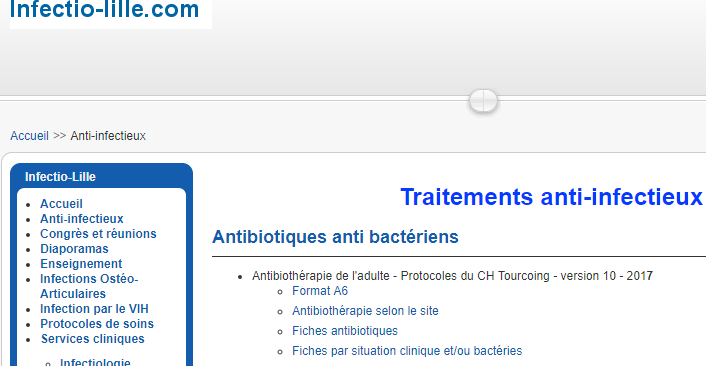 Infectio-lille.com
Accueil >> Anti-infectieux
Infectio-Lille
Accueil
Anti-infectieux
Congrès et réunions
Diaporamas
Enseignement
Infections Ostéo-
Articulaires
Infection par le VIH
Protocoles de soins
Services cliniques
Infectiologie
Traitements anti-infectieux
Antibiotiques anti bactériens
Antibiothérapie de l'adulte - Protocoles du CH Tourcoing - version 10 - 2017
Format A6
Antibiothérapie selon le site
Fiches antibiotiques
Fiches par situation clinique et/ou bactéries